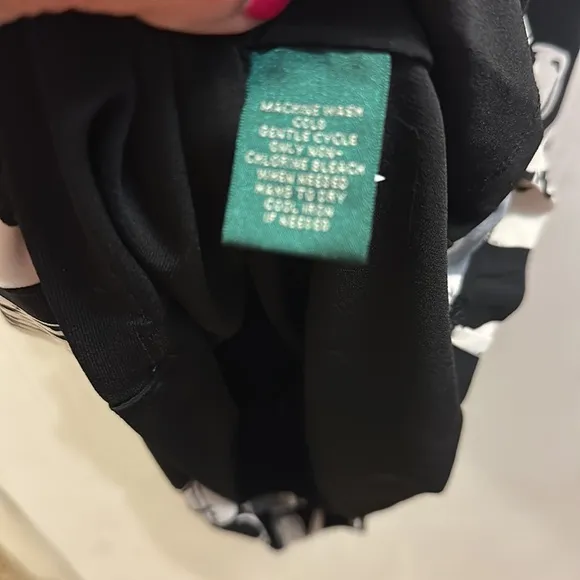 MACHINE WASH
COLD
GENTLE CYCLE
ONLY NON-
CHLORINE BLEACH
WHEN NEEDED
HANG TO DRY
COOL IRON
IF NEEDED